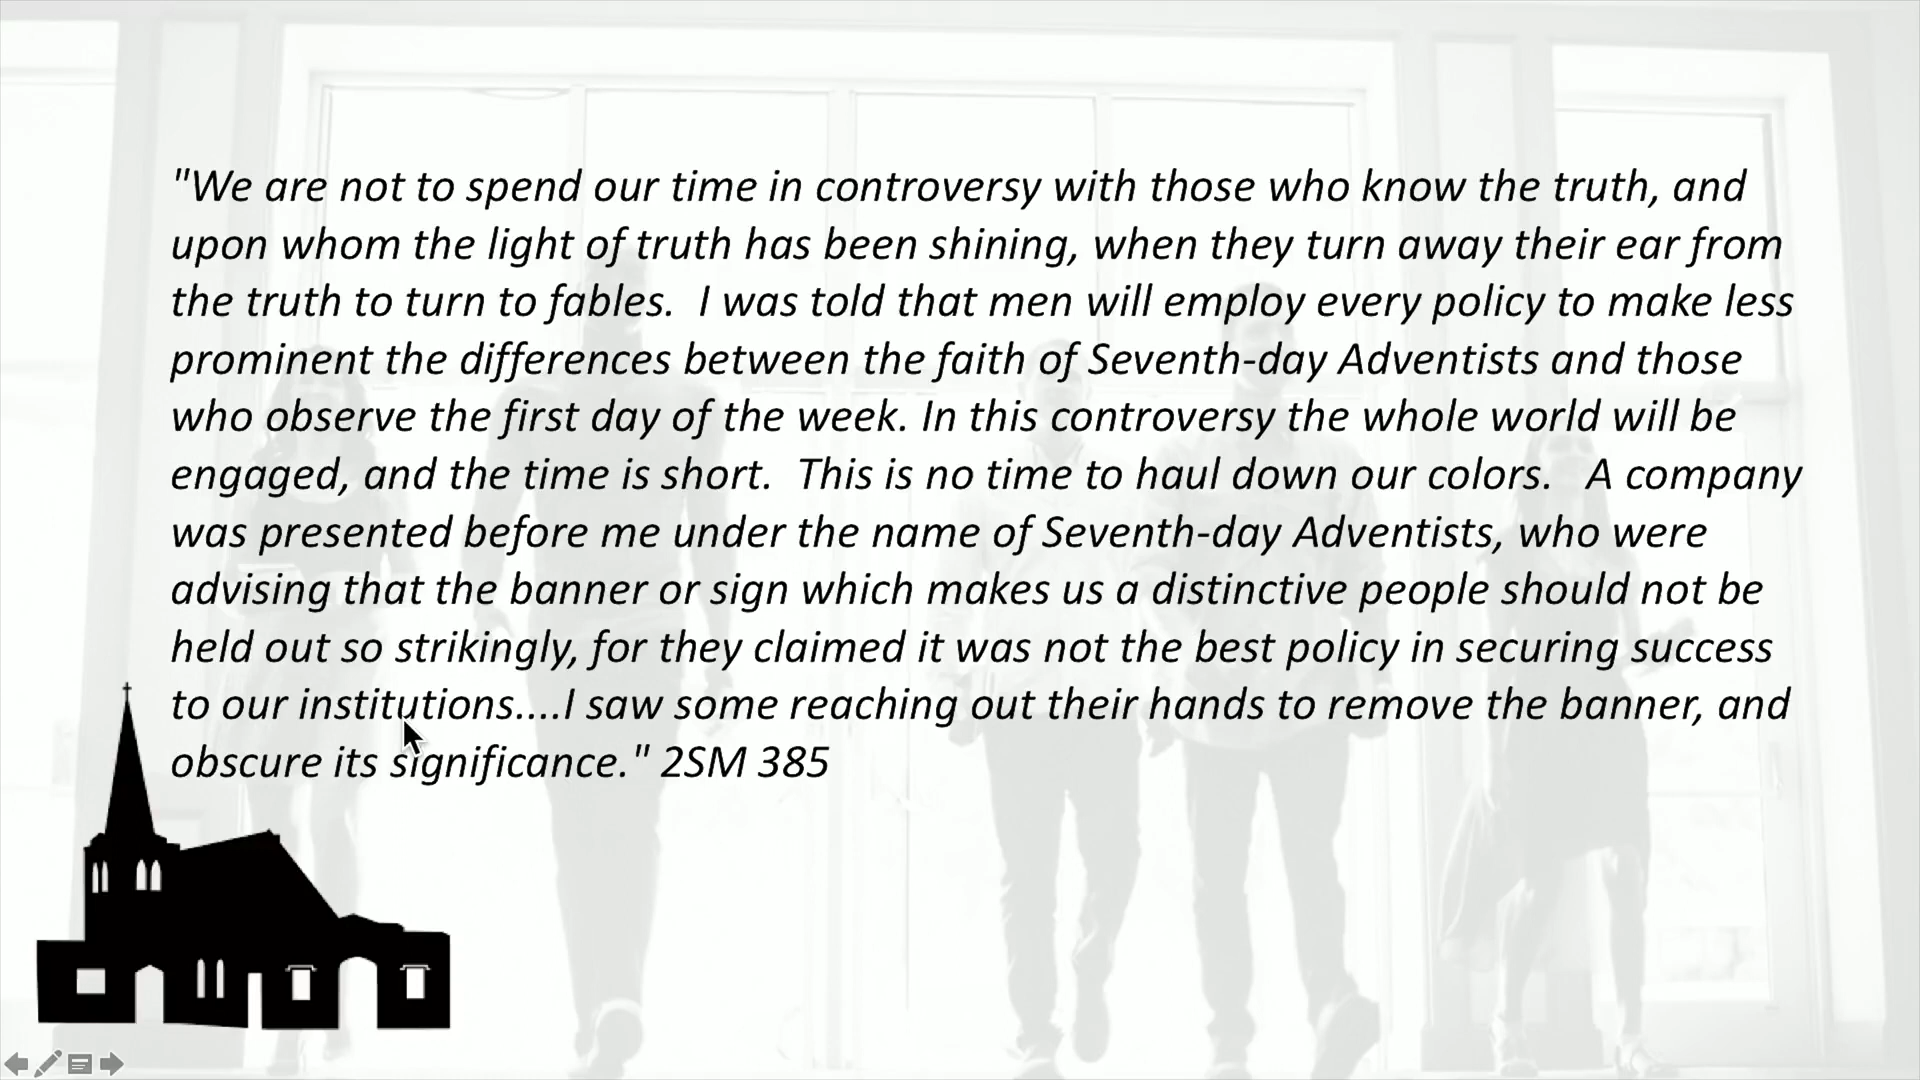 "We are not to spend our time in controversy with those who know the truth, and
upon whom the light of truth has been shining, when they turn away their ear from
the truth to turn to fables.  I was told that men will employ every policy to make less
prominent the differences between the faith of Seventh-day Adventists and those
who observe the first day of the week. In this controversy the whole world will be
engaged, and the time is short.  This is no time to haul down our colors.   A company
was presented before me under the name of Seventh-day Adventists, who were
advising that the banner or sign which makes us a distinctive people should not be
held out so strikingly, for they claimed it was not the best policy in securing success
to our institutions....I saw some reaching out their hands to remove the banner, and
obscure its significance." 2SM 385